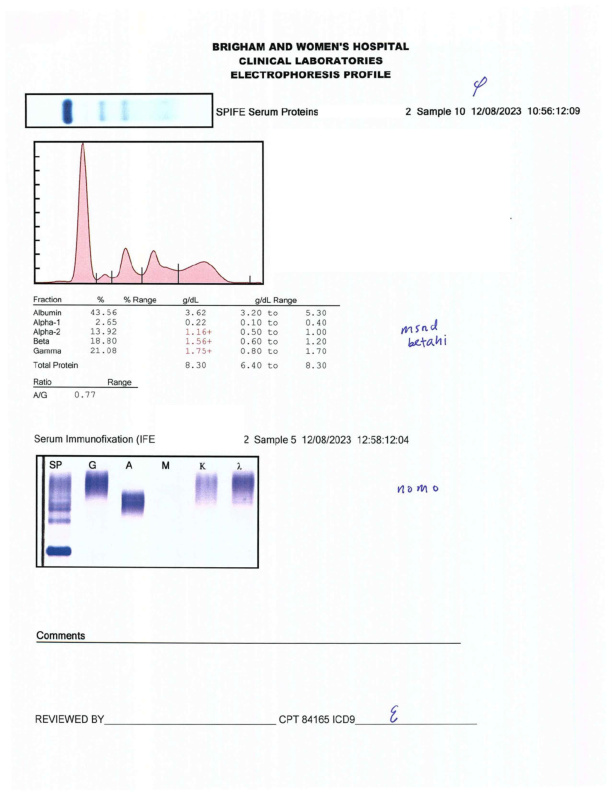 BRIGHAM AND WOMEN'S HOSPITAL
CLINICAL LABORATORIES
ELECTROPHORESIS PROFILE
φ
SPIFE Serum Proteins 2 Sample 10 12/08/2023 10:56:12:09
Fraction % % Range g/dL g/dL Range
Albumin 43.56 3.62 3.20 to 5.30
Alpha-1 2.65 0.22 0.10 to 0.40
Alpha-2 13.92 1.16+ 0.50 to 1.00
Beta 18.80 1.56+ 0.60 to 1.20
Gamma 21.08 1.75+ 0.80 to 1.70
Total Protein 8.30 6.40 to 8.30
msnd
betahi
Ratio Range
A/G 0.77
Serum Immunofixation (IFE 2 Sample 5 12/08/2023 12:58:12:04
SP G A M K λ
nomo
Comments
REVIEWED BY CPT 84165 ICD9